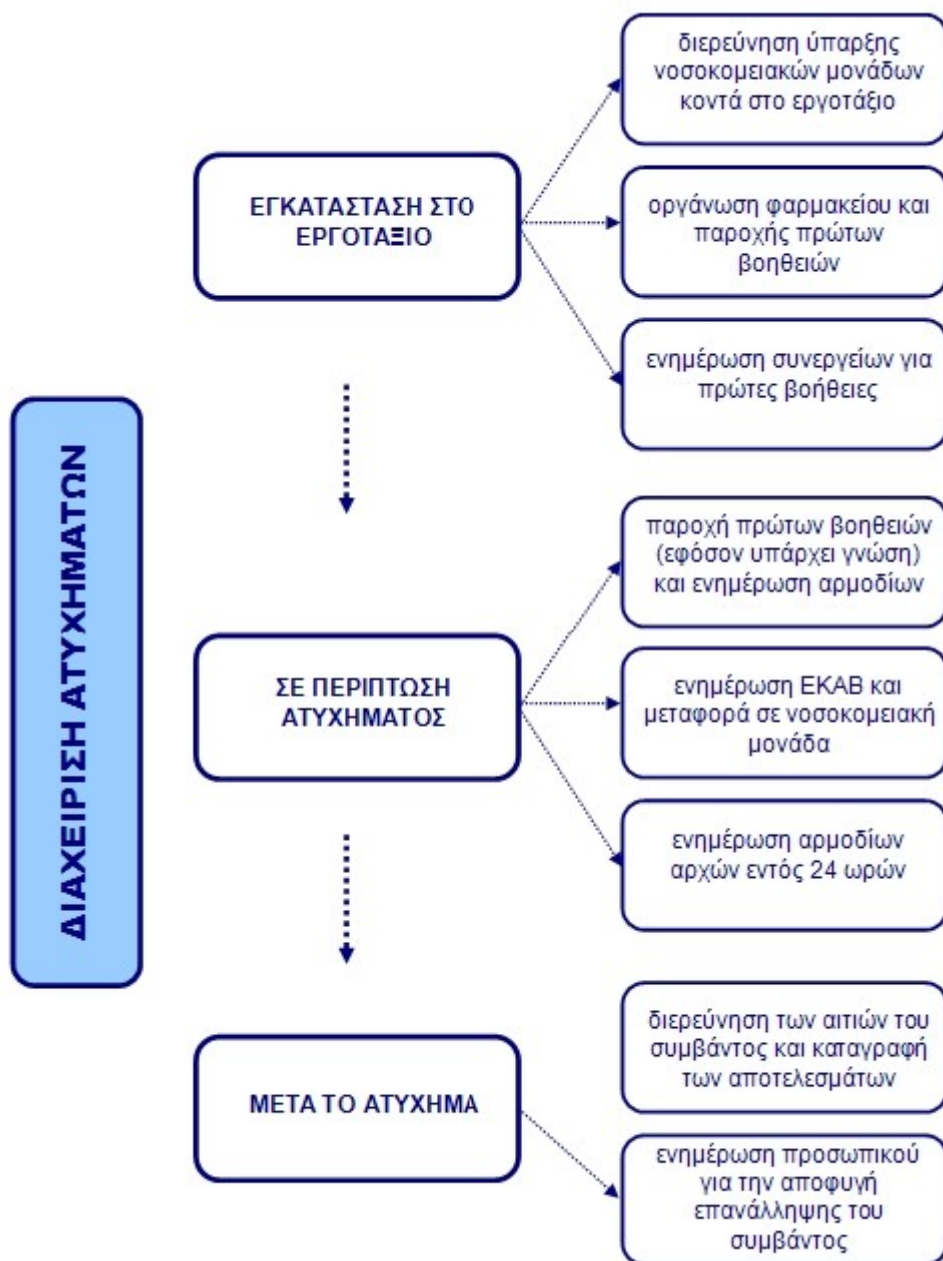 ΔΙΑΧΕΙΡΙΣΗ ΑΤΥΧΗΜΑΤΩΝ
ΕΓΚΑΤΑΣΤΑΣΗ ΣΤΟ
ΕΡΓΟΤΑΞΙΟ
διερεύνηση ύπαρξης
νοσοκομειακών μονάδων
κοντά στο εργοτάξιο
οργάνωση φαρμακείου και
παροχής πρώτων
βοηθειών
ενημέρωση συνεργείων για
πρώτες βοήθειες
ΣΕ ΠΕΡΙΠΤΩΣΗ
ΑΤΥΧΗΜΑΤΟΣ
παροχή πρώτων βοηθειών
(εφόσον υπάρχει γνώση)
και ενημέρωση αρμοδίων
ενημέρωση ΕΚΑΒ και
μεταφορά σε νοσοκομειακή
μονάδα
ενημέρωση αρμοδίων
αρχών εντός 24 ωρών
ΜΕΤΑ ΤΟ ΑΤΥΧΗΜΑ
διερεύνηση των αιτιών του
συμβάντος και καταγραφή
των αποτελεσμάτων
ενημέρωση προσωπικού
για την αποφυγή
επανάλληψης του
συμβάντος